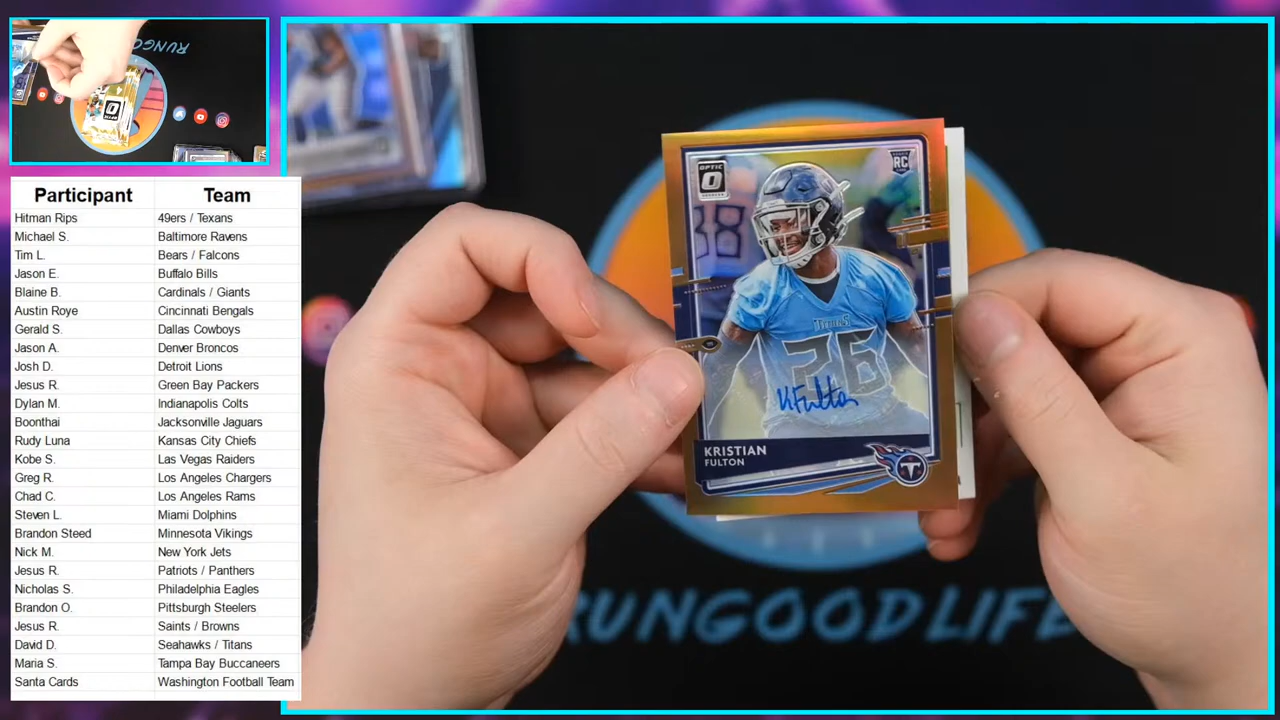 RUNGOODLIFE
Participant Team
Hitman Rips 49ers / Texans
Michael S. Baltimore Ravens
Tim L. Bears / Falcons
Jason E. Buffalo Bills
Blaine B. Cardinals / Giants
Austin Roye Cincinnati Bengals
Gerald S. Dallas Cowboys
Jason A. Denver Broncos
Josh D. Detroit Lions
Jesus R. Green Bay Packers
Dylan M. Indianapolis Colts
Boonthai Jacksonville Jaguars
Rudy Luna Kansas City Chiefs
Kobe S. Las Vegas Raiders
Greg R. Los Angeles Chargers
Chad C. Los Angeles Rams
Steven L. Miami Dolphins
Brandon Steed Minnesota Vikings
Nick M. New York Jets
Jesus R. Patriots / Panthers
Nicholas S. Philadelphia Eagles
Brandon O. Pittsburgh Steelers
Jesus R. Saints / Browns
David D. Seahawks / Titans
Maria S. Tampa Bay Buccaneers
Santa Cards Washington Football Team
OPTIC
RC
38
TITANS
26
KFulton
KRISTIAN
FULTON
T